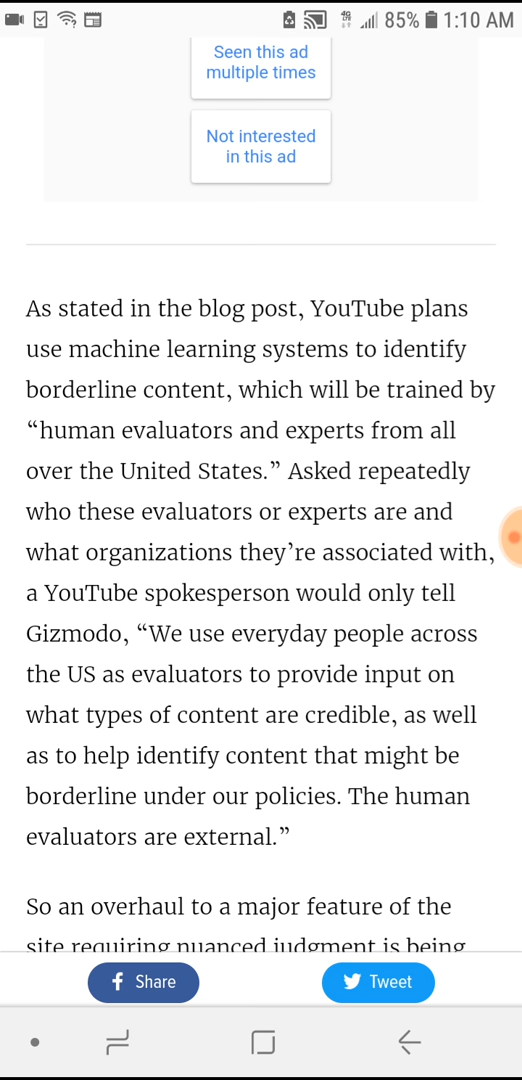 85% 1:10 AM
Seen this ad
multiple times
Not interested
in this ad
As stated in the blog post, YouTube plans
use machine learning systems to identify
borderline content, which will be trained by
“human evaluators and experts from all
over the United States.” Asked repeatedly
who these evaluators or experts are and
what organizations they’re associated with,
a YouTube spokesperson would only tell
Gizmodo, “We use everyday people across
the US as evaluators to provide input on
what types of content are credible, as well
as to help identify content that might be
borderline under our policies. The human
evaluators are external.”
So an overhaul to a major feature of the
site requiring nuanced judgment is being
Share
Tweet